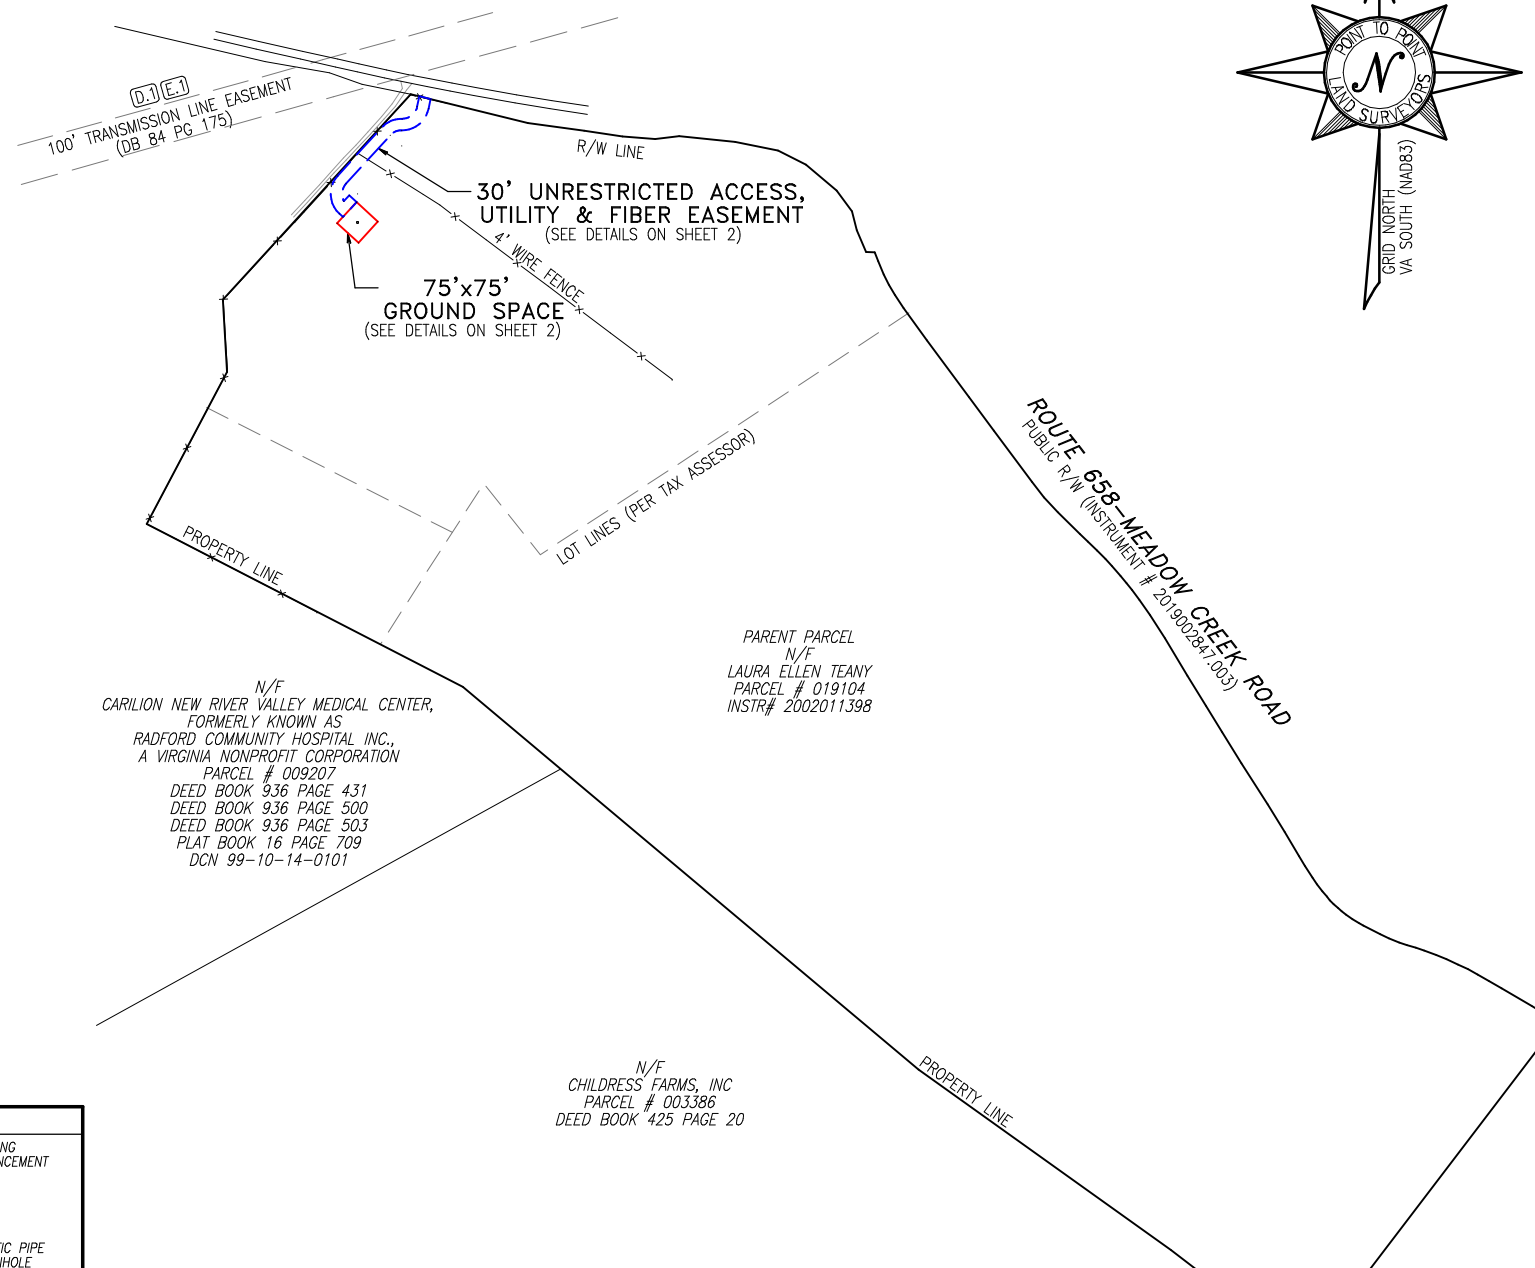 D.1 E.1
100' TRANSMISSION LINE EASEMENT
(DB 84 PG 175)
R/W LINE
30' UNRESTRICTED ACCESS,
UTILITY & FIBER EASEMENT
(SEE DETAILS ON SHEET 2)
4' WIRE FENCE
75'x75'
GROUND SPACE
(SEE DETAILS ON SHEET 2)
POINT TO POINT
N
LAND SURVEYORS
GRID NORTH
VA SOUTH (NAD83)
ROUTE 658-MEADOW CREEK ROAD
PUBLIC R/W (INSTRUMENT # 2019002847.003)
LOT LINES (PER TAX ASSESSOR)
PROPERTY LINE
PARENT PARCEL
N/F
LAURA ELLEN TEANY
PARCEL # 019104
INSTR# 2002011398
N/F
CARILION NEW RIVER VALLEY MEDICAL CENTER,
FORMERLY KNOWN AS
RADFORD COMMUNITY HOSPITAL INC.,
A VIRGINIA NONPROFIT CORPORATION
PARCEL # 009207
DEED BOOK 936 PAGE 431
DEED BOOK 936 PAGE 500
DEED BOOK 936 PAGE 503
PLAT BOOK 16 PAGE 709
DCN 99-10-14-0101
N/F
CHILDRESS FARMS, INC
PARCEL # 003386
DEED BOOK 425 PAGE 20
PROPERTY LINE
NG
NCEMENT
TIC PIPE
NHOLE